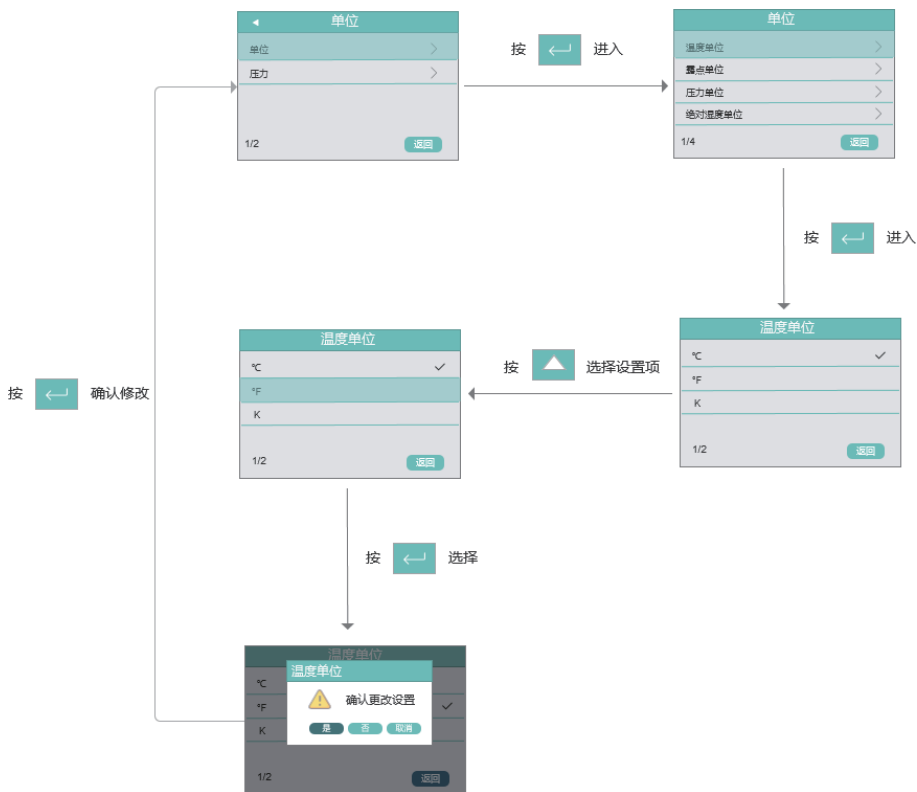 单位
单位
压力
1/2
返回
按
进入
单位
温度单位
露点单位
压力单位
绝对湿度单位
1/4
返回
按
进入
温度单位
℃
℉
K
1/2
返回
按
选择设置项
温度单位
℃
℉
K
1/2
返回
按
选择
温度单位
℃
℉
K
1/2
返回
温度单位
确认更改设置
是
否
取消
按
确认修改